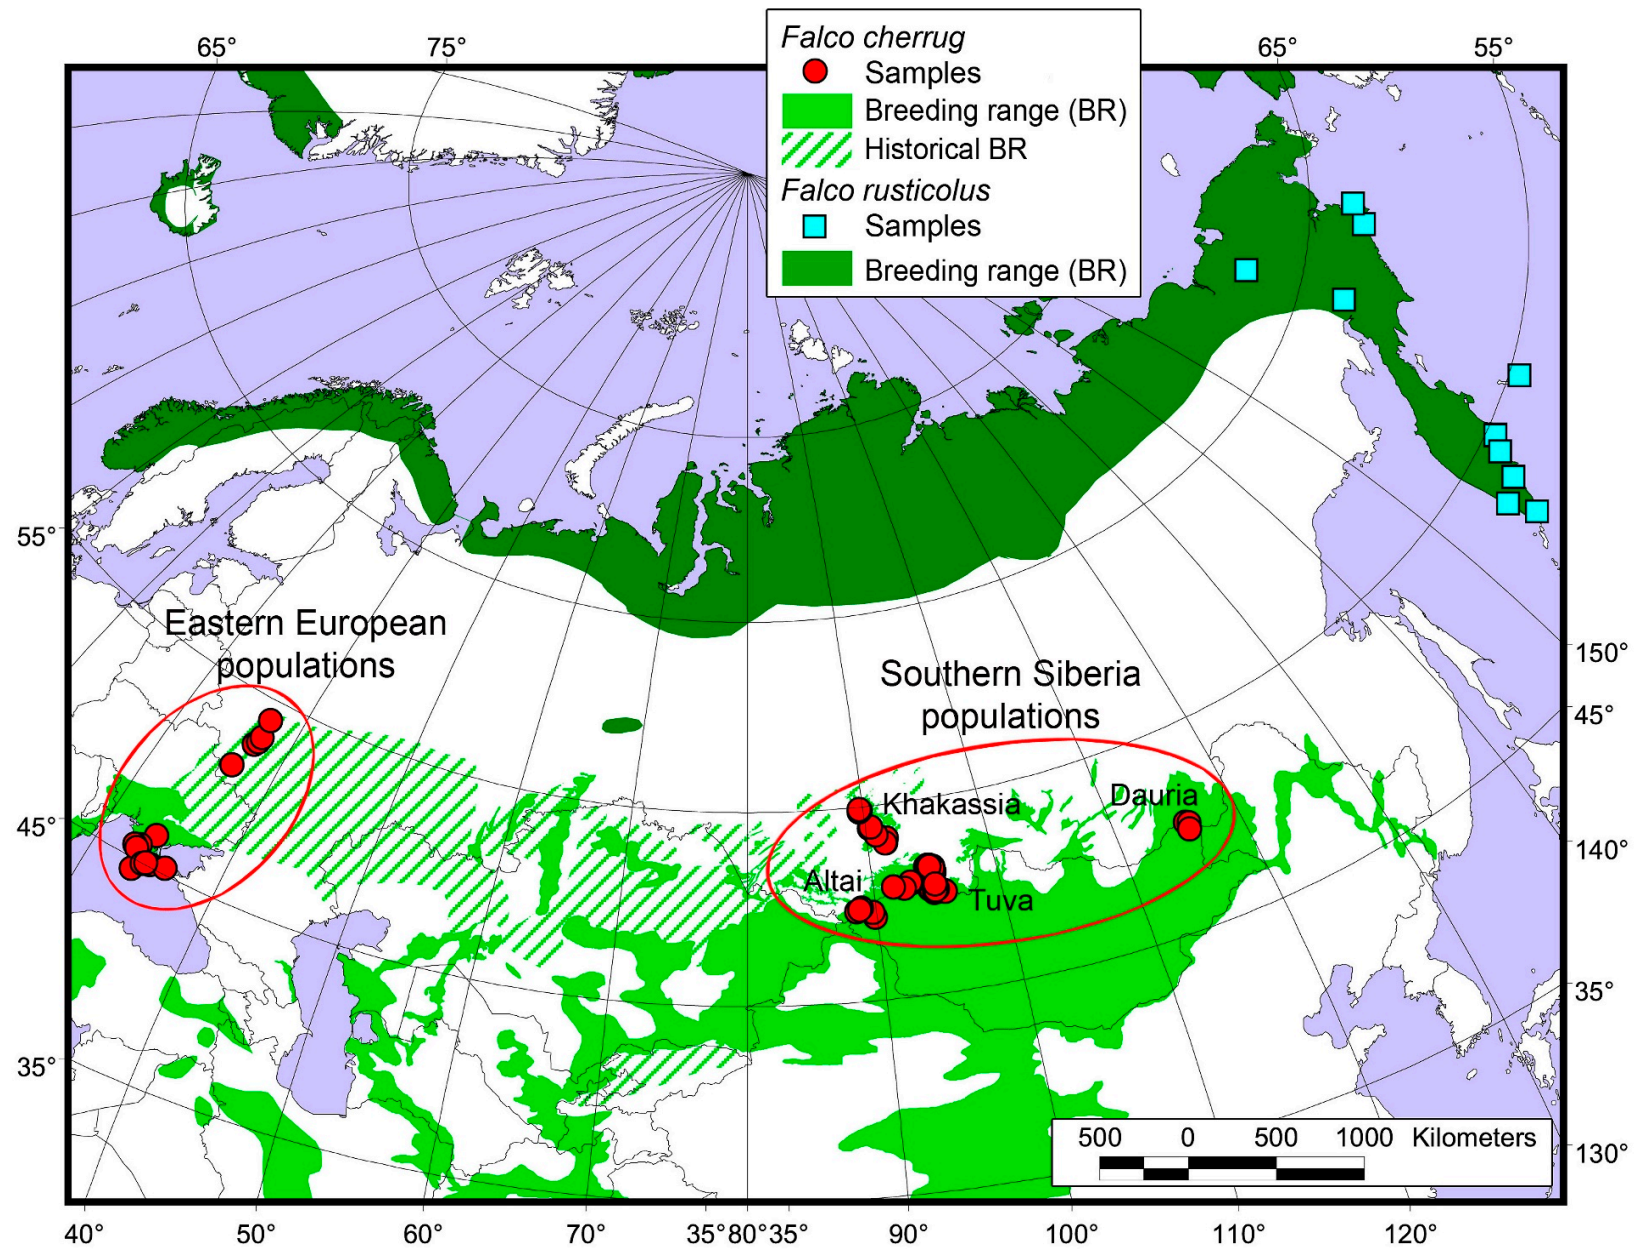 65°
75°
65°
55°
Falco cherrug
Samples
Breeding range (BR)
Historical BR
Falco rusticolus
Samples
Breeding range (BR)
55°
Eastern European
populations
150°
Southern Siberia
populations
45°
Dauria
Khakassia
45°
140°
Altai
Tuva
35°
35°
500 0 500 1000 Kilometers
130°
40° 50° 60° 70° 35°80°35° 90° 100° 110° 120°